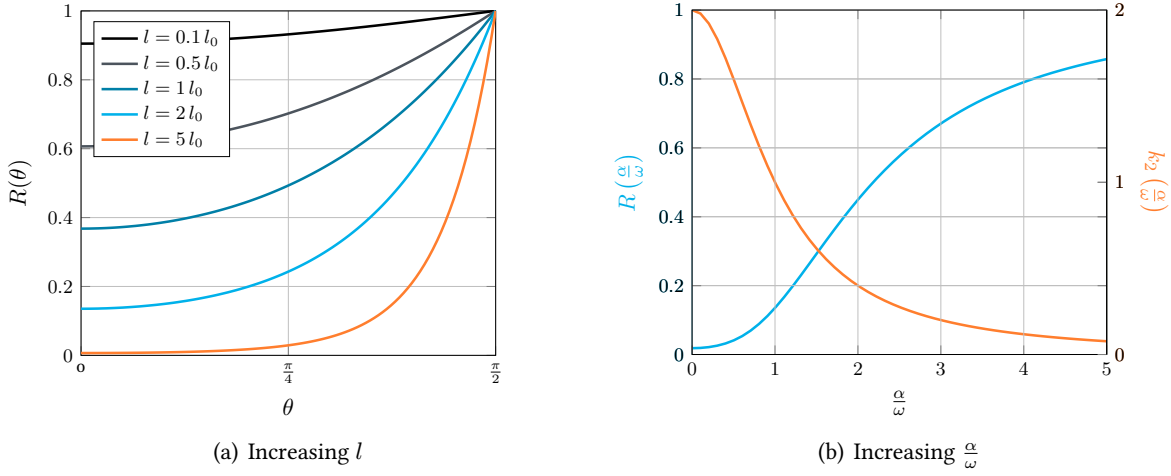 1
0.8
0.6
0.4
0.2
0
R(θ)
l = 0.1 l₀
l = 0.5 l₀
l = 1 l₀
l = 2 l₀
l = 5 l₀
0
π/4
π/2
θ
(a) Increasing l
1
0.8
0.6
0.4
0.2
0
R (α/ω)
2
1
0
k₂ (α/ω)
0
1
2
3
4
5
α/ω
(b) Increasing α/ω